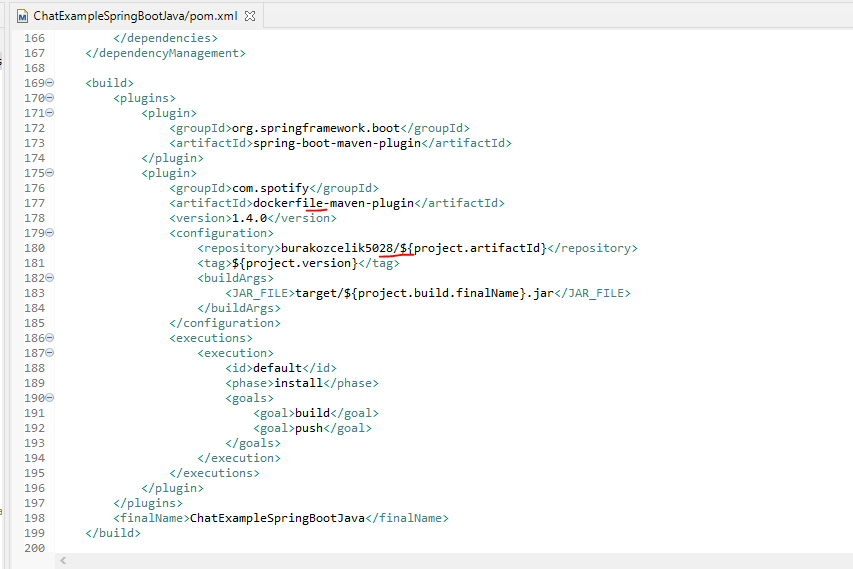 ChatExampleSpringBootJava/pom.xml
166 </dependencies>
167 </dependencyManagement>
168
169 <build>
170 <plugins>
171 <plugin>
172 <groupId>org.springframework.boot</groupId>
173 <artifactId>spring-boot-maven-plugin</artifactId>
174 </plugin>
175 <plugin>
176 <groupId>com.spotify</groupId>
177 <artifactId>dockerfile-maven-plugin</artifactId>
178 <version>1.4.0</version>
179 <configuration>
180 <repository>burakozcelik5028/${project.artifactId}</repository>
181 <tag>${project.version}</tag>
182 <buildArgs>
183 <JAR_FILE>target/${project.build.finalName}.jar</JAR_FILE>
184 </buildArgs>
185 </configuration>
186 <executions>
187 <execution>
188 <id>default</id>
189 <phase>install</phase>
190 <goals>
191 <goal>build</goal>
192 <goal>push</goal>
193 </goals>
194 </execution>
195 </executions>
196 </plugin>
197 </plugins>
198 <finalName>ChatExampleSpringBootJava</finalName>
199 </build>
200